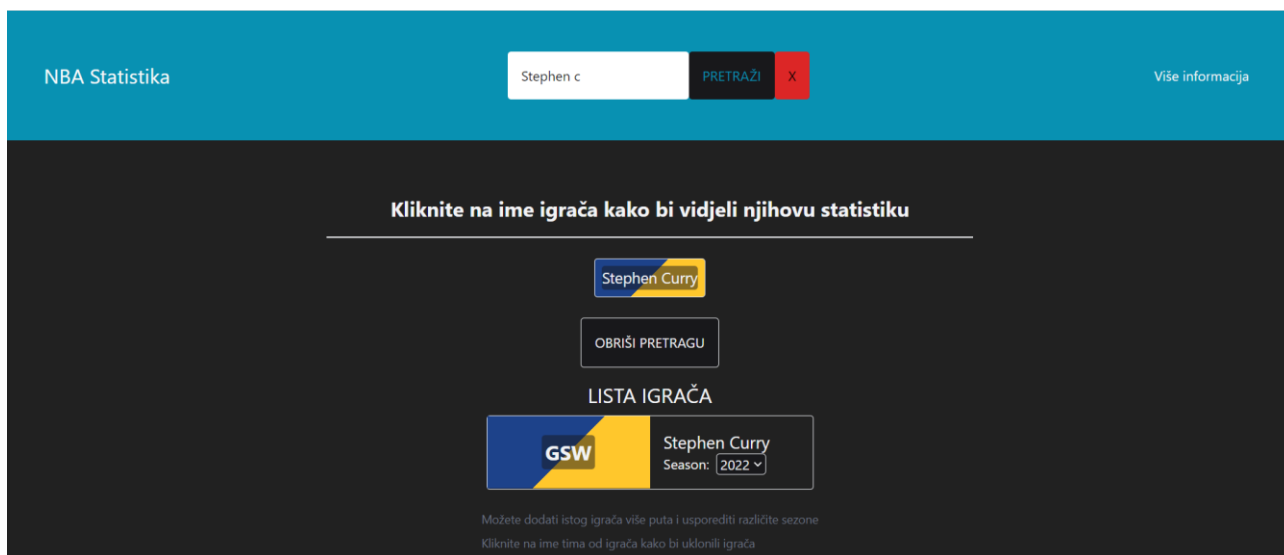 NBA Statistika
Stephen c
PRETRAŽI
X
Više informacija
Kliknite na ime igrača kako bi vidjeli njihovu statistiku
Stephen Curry
OBRIŠI PRETRAGU
LISTA IGRAČA
GSW
Stephen Curry
Season: 2022
Možete dodati istog igrača više puta i usporediti različite sezone
Kliknite na ime tima od igrača kako bi uklonili igrača